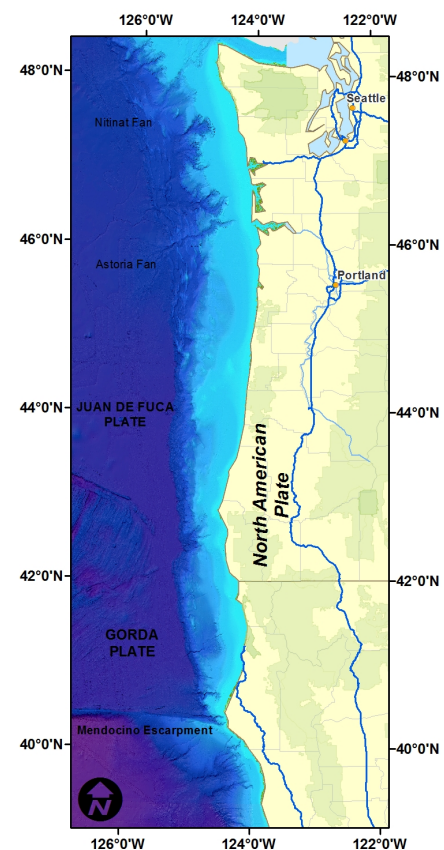 126°0'W 124°0'W 122°0'W
48°0'N
48°0'N
Seattle
Nitinat Fan
46°0'N
46°0'N
Astoria Fan
Portland
JUAN DE FUCA
PLATE
44°0'N
44°0'N
North American
Plate
42°0'N
42°0'N
GORDA
PLATE
Mendocino Escarpment
40°0'N
40°0'N
N
126°0'W 124°0'W 122°0'W